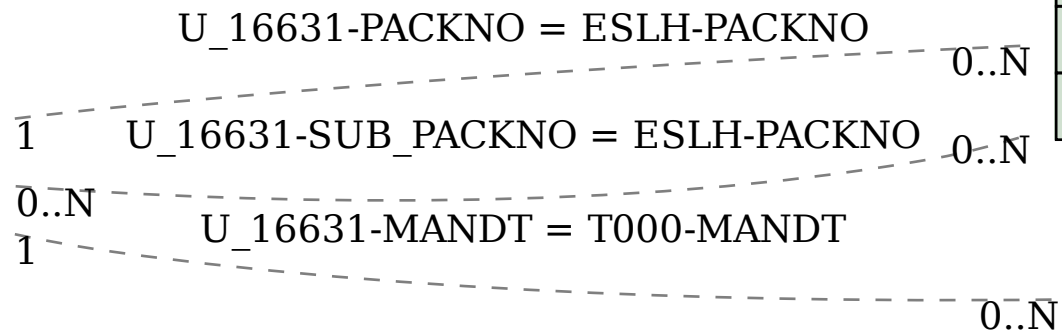 U_16631-PACKNO = ESLH-PACKNO
0..N
1
U_16631-SUB_PACKNO = ESLH-PACKNO
0..N
0..N
U_16631-MANDT = T000-MANDT
1
0..N